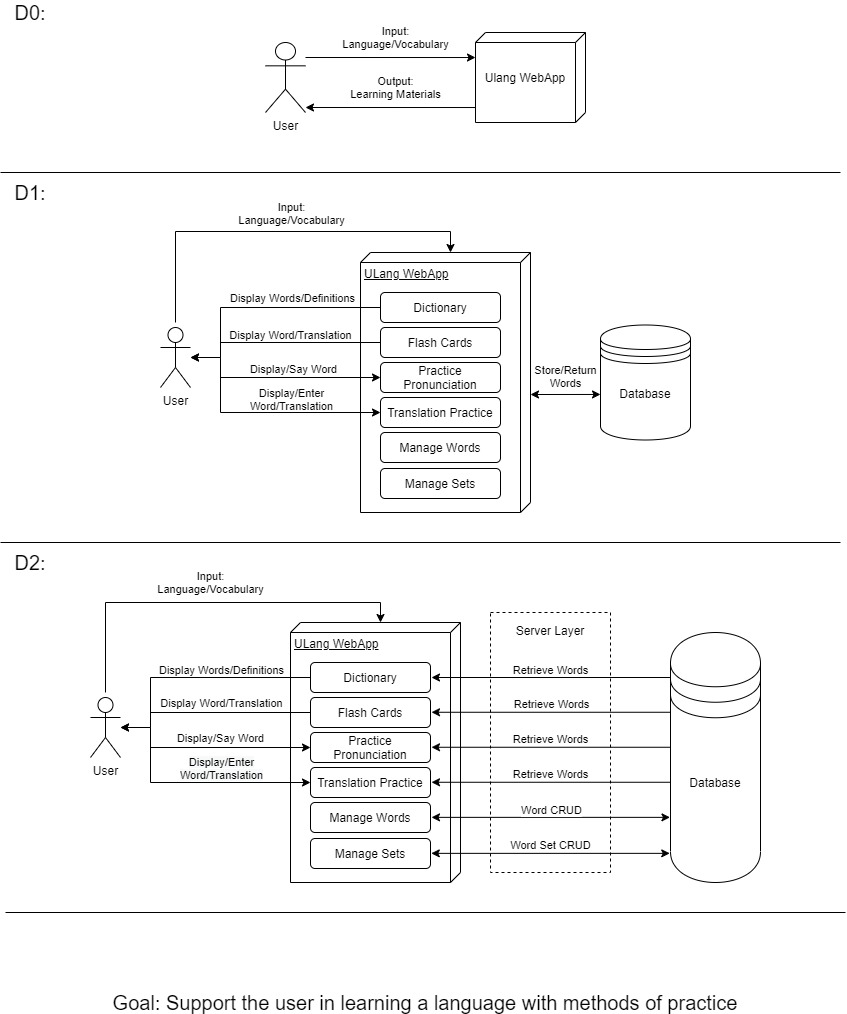 D0:
Input:
Language/Vocabulary
Ulang WebApp
Output:
Learning Materials
User
D1:
Input:
Language/Vocabulary
ULang WebApp
Display Words/Definitions
Dictionary
Display Word/Translation
Flash Cards
Display/Say Word
Practice
Pronunciation
Display/Enter
Word/Translation
Translation Practice
Manage Words
Manage Sets
User
Store/Return
Words
Database
D2:
Input:
Language/Vocabulary
ULang WebApp
Server Layer
Display Words/Definitions
Dictionary
Retrieve Words
Display Word/Translation
Flash Cards
Retrieve Words
Display/Say Word
Practice
Pronunciation
Retrieve Words
Display/Enter
Word/Translation
Translation Practice
Retrieve Words
Manage Words
Word CRUD
Manage Sets
Word Set CRUD
User
Database
Goal: Support the user in learning a language with methods of practice